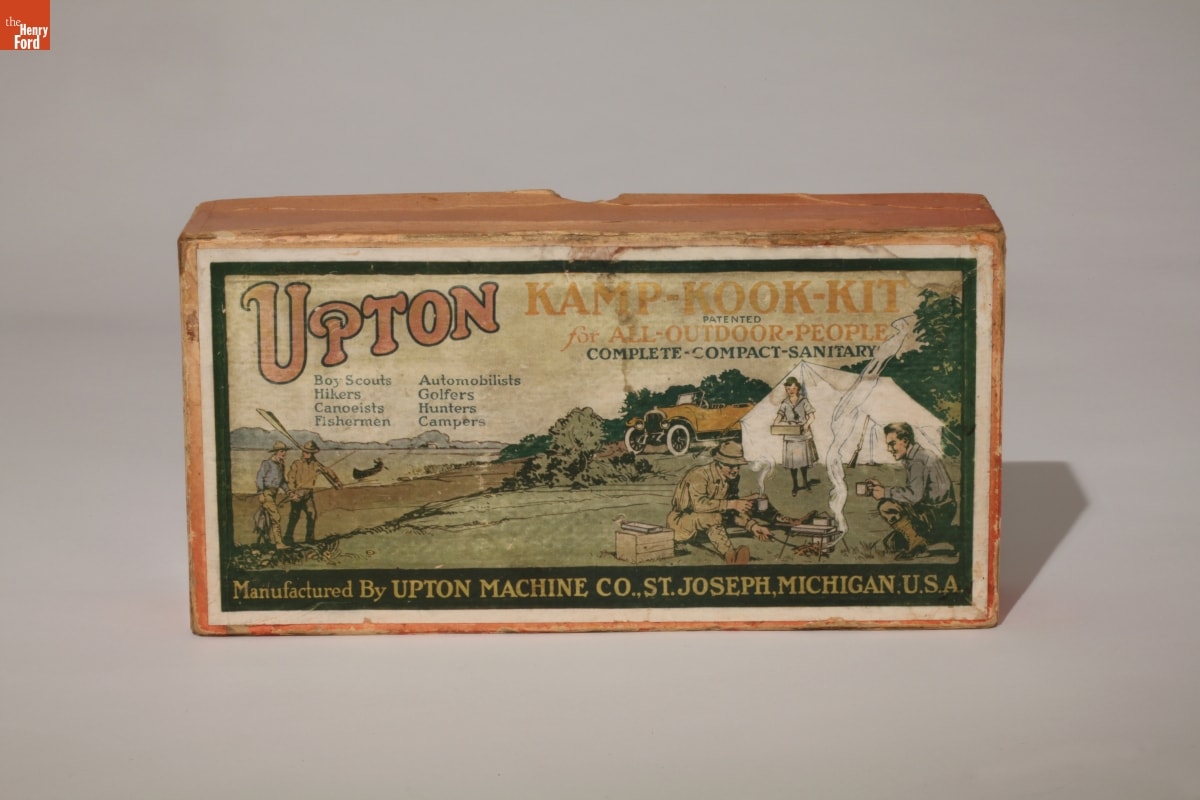 the
Henry
Ford
UPTON
KAMP-KOOK-KIT
PATENTED
for ALL-OUTDOOR-PEOPLE
COMPLETE-COMPACT-SANITARY
Boy Scouts
Hikers
Canoeists
Fishermen
Automobilists
Golfers
Hunters
Campers
Manufactured By UPTON MACHINE CO., ST. JOSEPH, MICHIGAN. U.S.A.